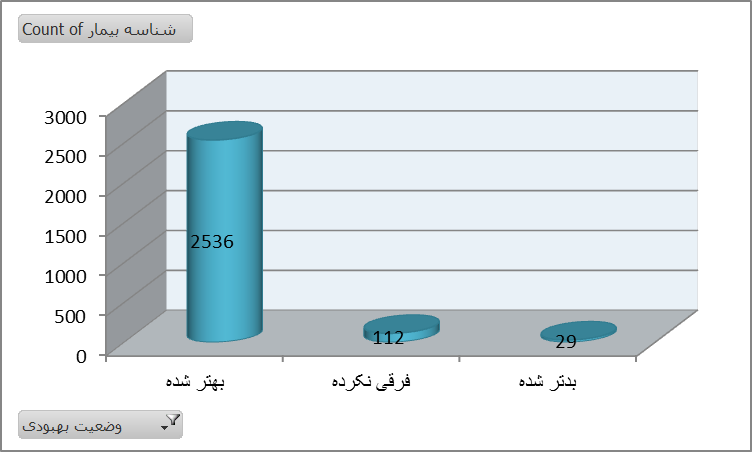 Count of شناسه بیمار
3000
2500
2000
1500
1000
500
0
2536
112
29
بهتر شده
فرقی نکرده
بدتر شده
وضعیت بهبودی